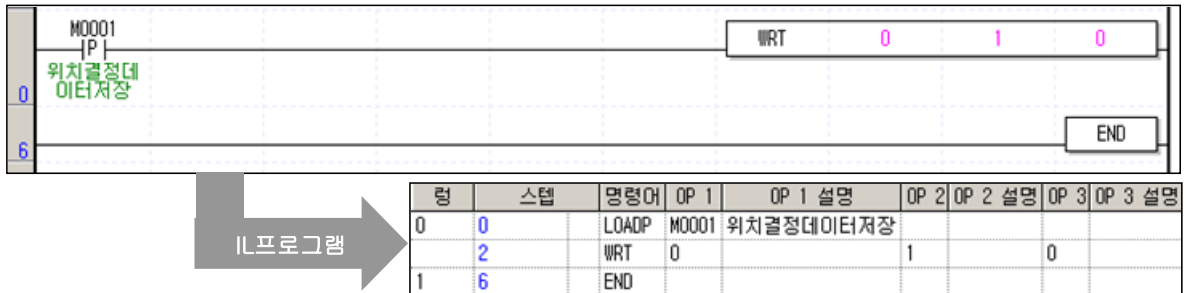 M0001
P
WRT 0 1 0
위치결정데
이터저장
0
END
6
렁 스텝 명령어 OP 1 OP 1 설명 OP 2 OP 2 설명 OP 3 OP 3 설명
0 0 LOADP M0001 위치결정데이터저장
2 WRT 0 1 0
1 6 END
IL프로그램